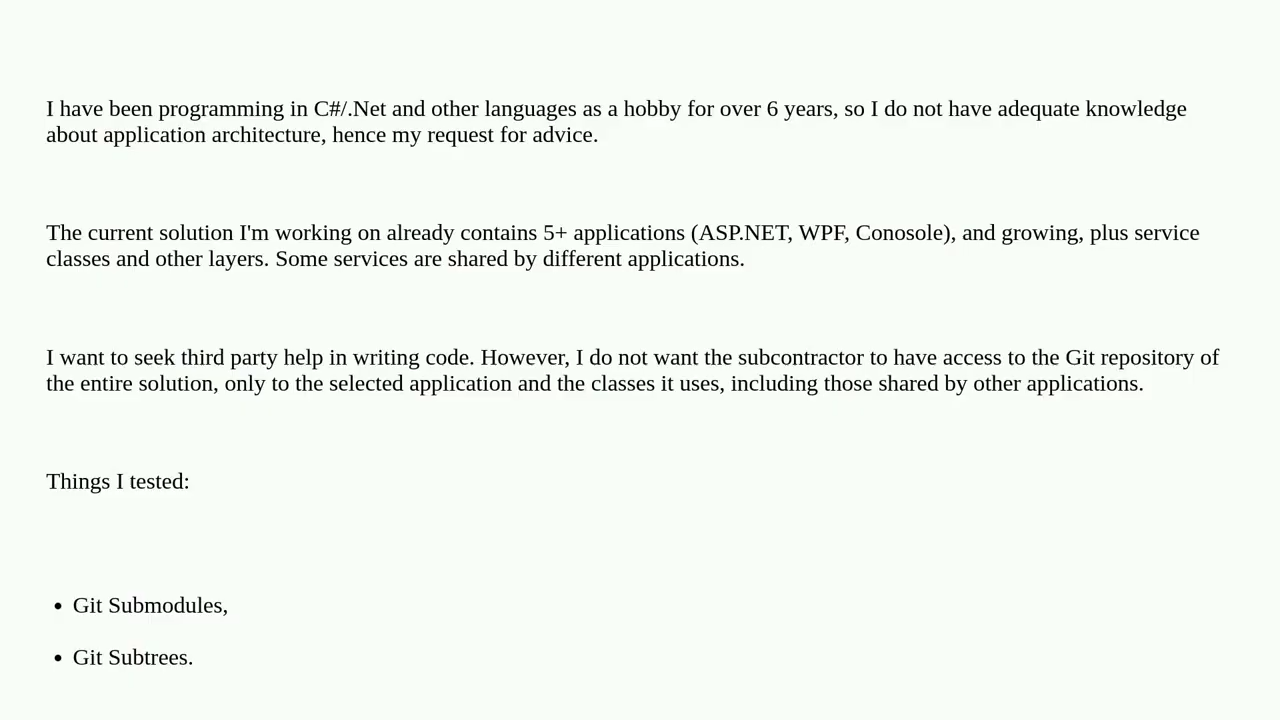 I have been programming in C#/.Net and other languages as a hobby for over 6 years, so I do not have adequate knowledge
about application architecture, hence my request for advice.
The current solution I'm working on already contains 5+ applications (ASP.NET, WPF, Conosole), and growing, plus service
classes and other layers. Some services are shared by different applications.
I want to seek third party help in writing code. However, I do not want the subcontractor to have access to the Git repository of
the entire solution, only to the selected application and the classes it uses, including those shared by other applications.
Things I tested:
• Git Submodules,
• Git Subtrees.